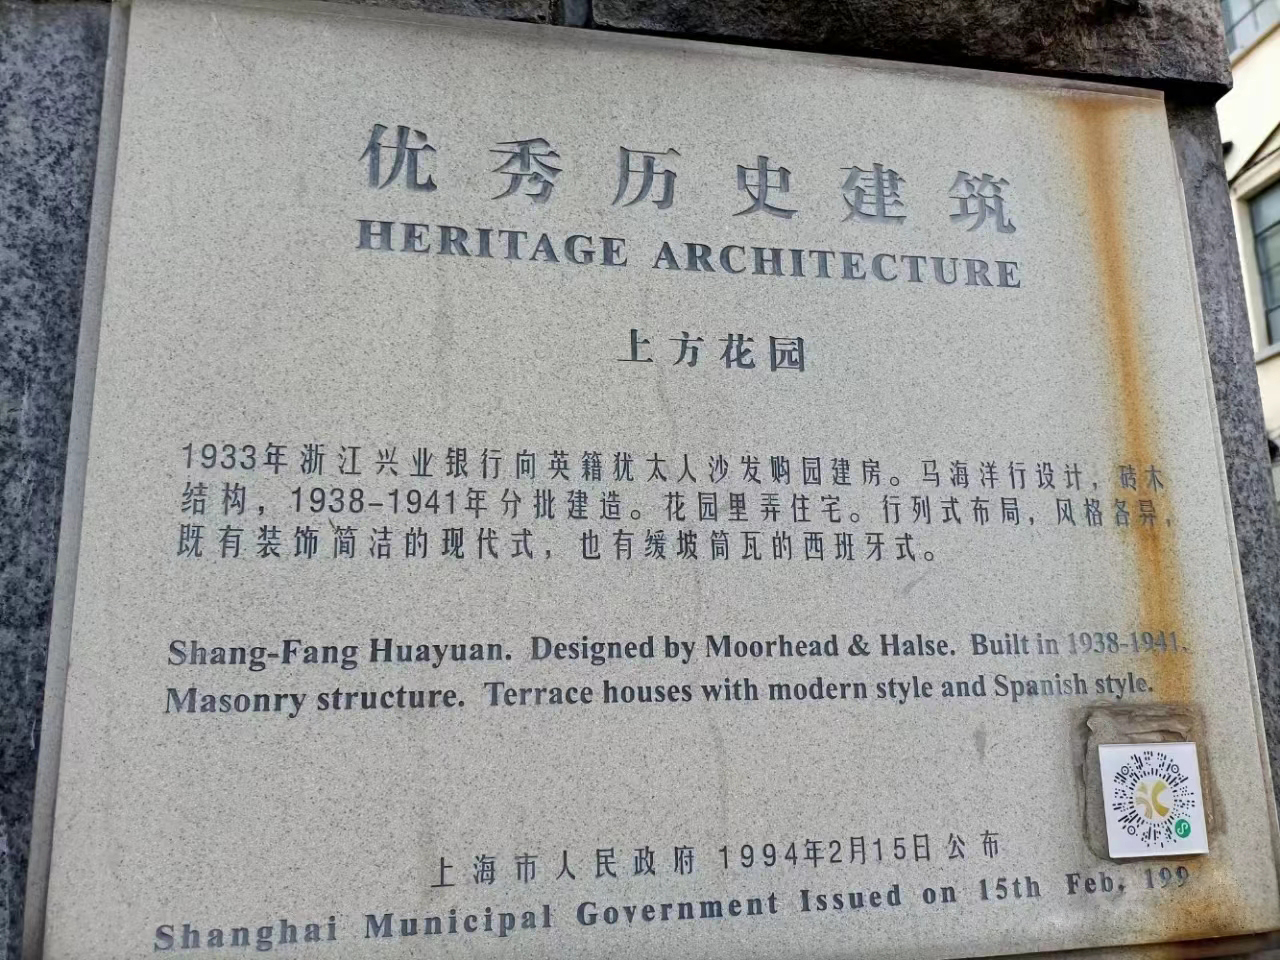 优秀历史建筑
HERITAGE ARCHITECTURE
上方花园
1933年浙江兴业银行向英籍犹太人沙发购园建房。马海洋行设计，砖木
结构，1938-1941年分批建造。花园里弄住宅。行列式布局，风格各异，
既有装饰简洁的现代式，也有缓坡筒瓦的西班牙式。
Shang-Fang Huayuan. Designed by Moorhead & Halse. Built in 1938-1941.
Masonry structure. Terrace houses with modern style and Spanish style.
上海市人民政府 1994年2月15日公布
Shanghai Municipal Government Issued on 15th Feb, 199